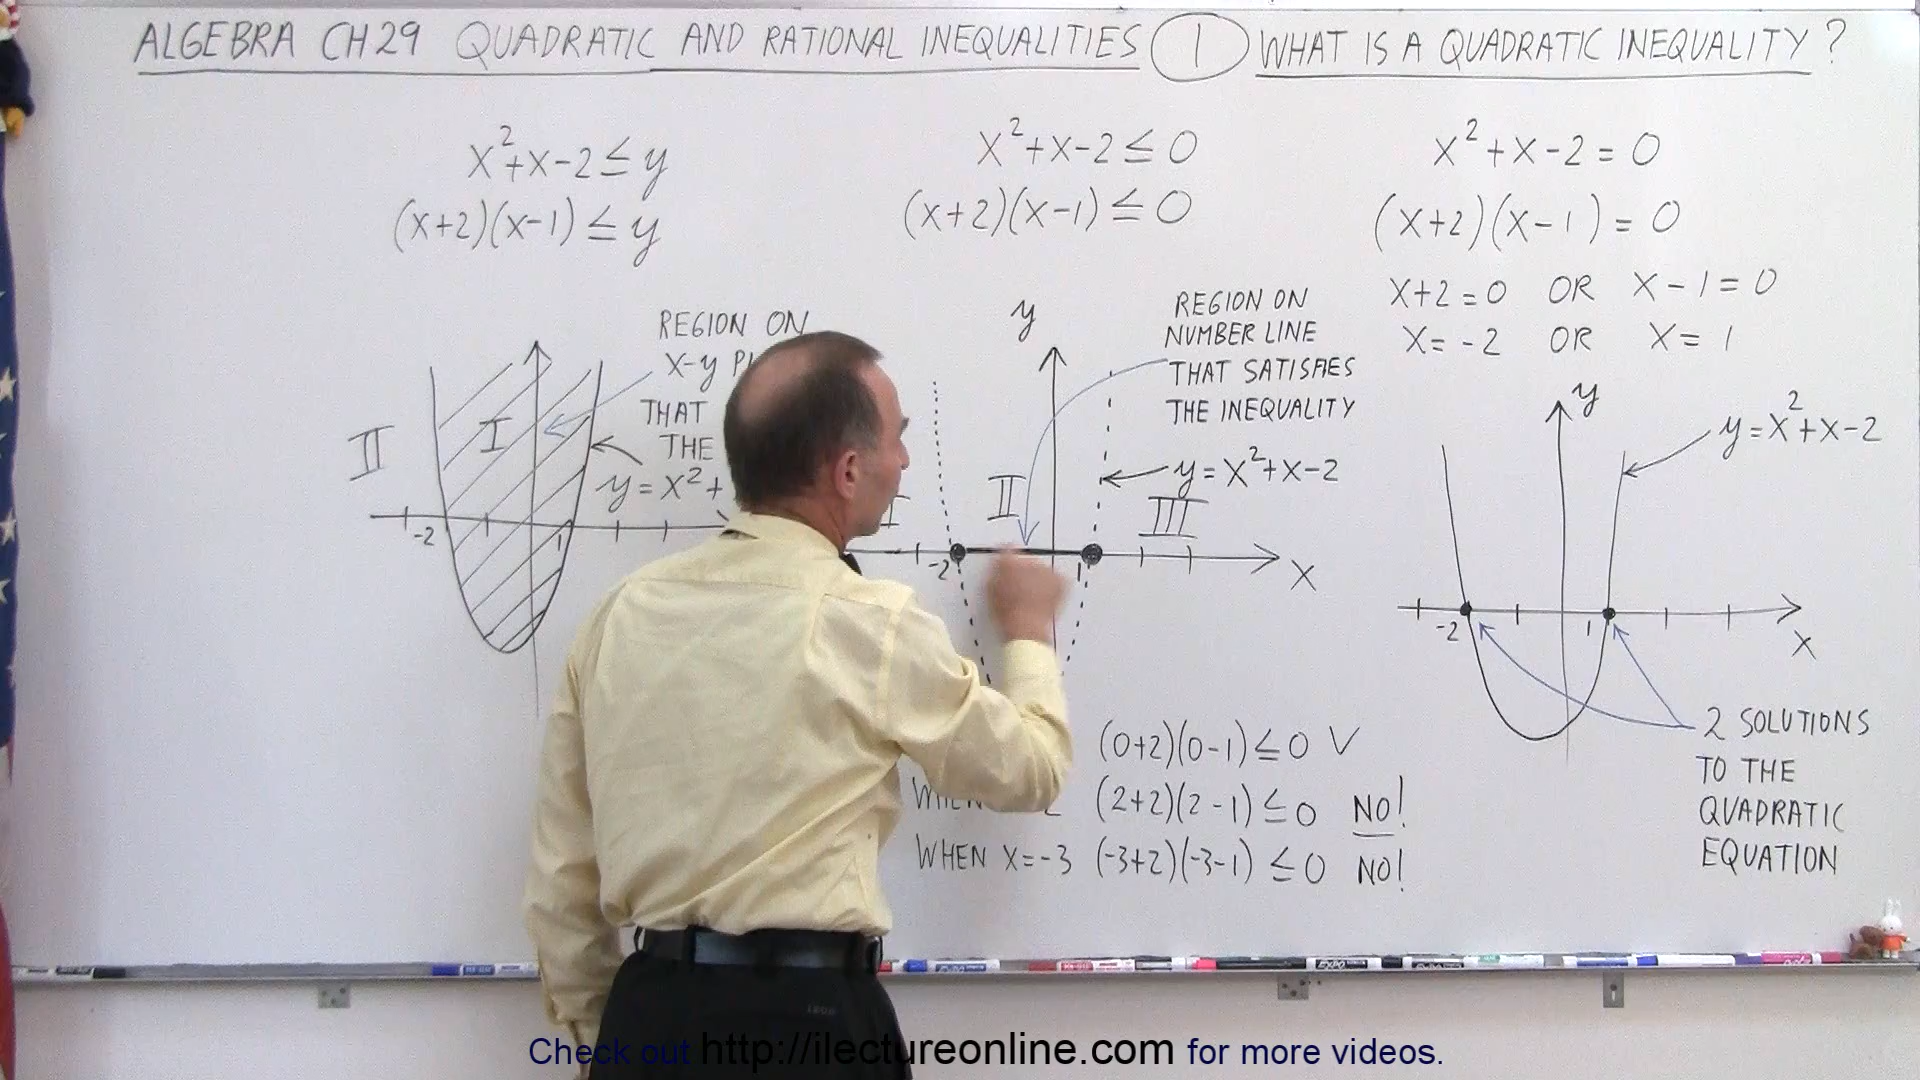 ALGEBRA CH 29 QUADRATIC AND RATIONAL INEQUALITIES 1 WHAT IS A QUADRATIC INEQUALITY?
x²+x-2≤y
(x+2)(x-1)≤y
REGION ON
X-y
THAT
THE
y=x²+
II
I
-2
1
x²+x-2≤0
(x+2)(x-1)≤0
y
REGION ON
NUMBER LINE
THAT SATISFIES
THE INEQUALITY
y=x²+x-2
II
III
-2
1
X
(0+2)(0-1)≤0 V
(2+2)(2-1)≤0 NO!
WHEN X=-3 (-3+2)(-3-1)≤0 NO!
x²+x-2=0
(x+2)(x-1)=0
X+2=0 OR X-1=0
X=-2 OR X=1
y
y=x²+x-2
-2
1
X
2 SOLUTIONS
TO THE
QUADRATIC
EQUATION
Check out http://ilectureonline.com for more videos.